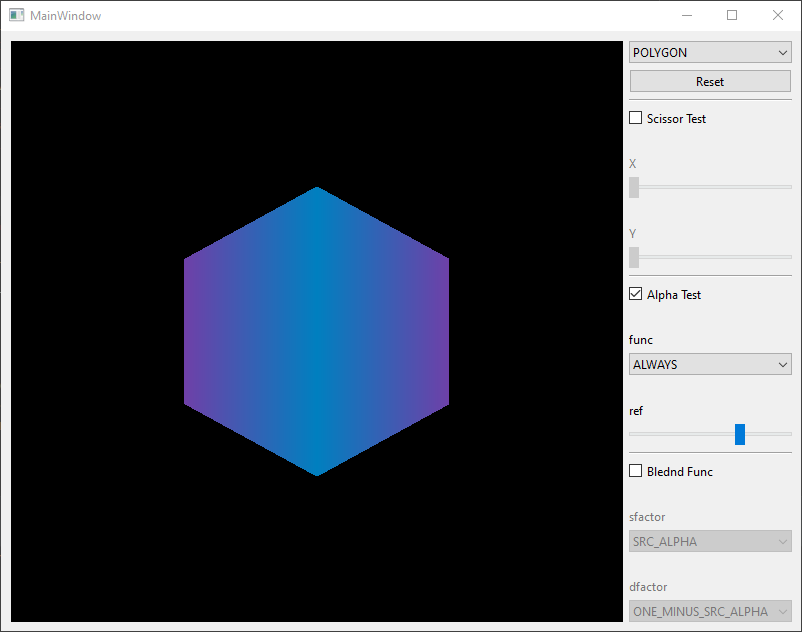 MainWindow
POLYGON
Reset
Scissor Test
X
Y
Alpha Test
func
ALWAYS
ref
Blednd Func
sfactor
SRC_ALPHA
dfactor
ONE_MINUS_SRC_ALPHA